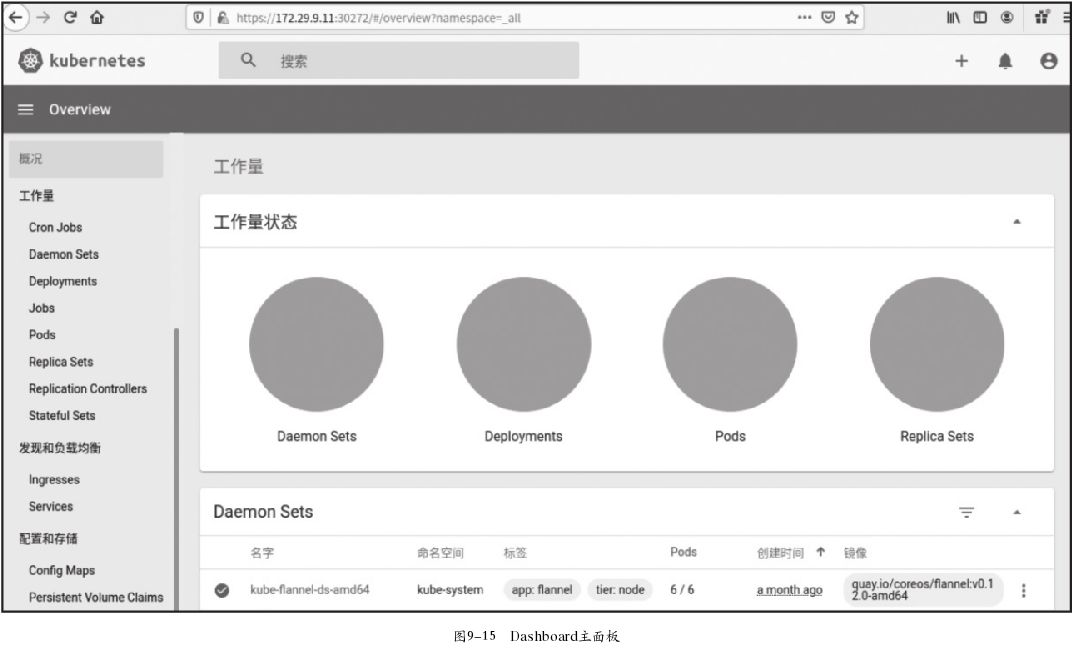 https://172.29.9.11:30272/#/overview?namespace=_all
kubernetes
搜索
Overview
概况
工作量
Cron Jobs
Daemon Sets
Deployments
Jobs
Pods
Replica Sets
Replication Controllers
Stateful Sets
发现和负载均衡
Ingresses
Services
配置和存储
Config Maps
Persistent Volume Claims
工作量
工作量状态
Daemon Sets Deployments Pods Replica Sets
Daemon Sets
名字 命名空间 标签 Pods 创建时间 镜像
kube-flannel-ds-amd64 kube-system app: flannel tier: node 6 / 6 a month ago quay.io/coreos/flannel:v0.1
2.0-amd64
图9-15 Dashboard主面板